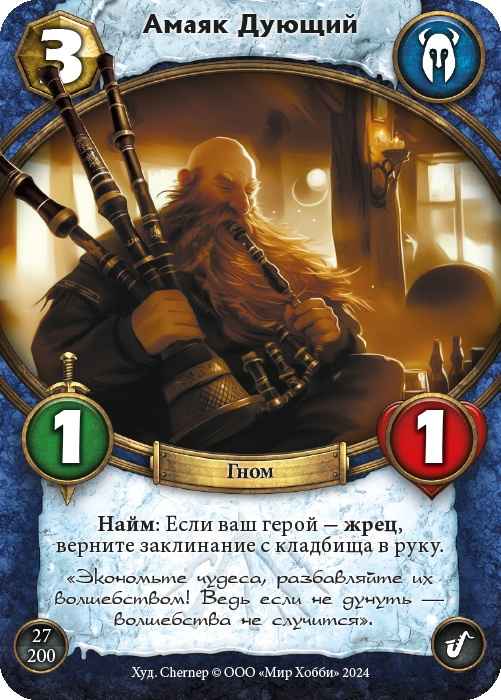 Амаяк Дующий
3
1
1
Гном
Найм: Если ваш герой — жрец,
верните заклинание с кладбища в руку.
«Экономьте чудеса, разбавляйте их
волшебством! Ведь если не дунуть —
волшебства не случится».
27
200
Худ. Chernep © ООО «Мир Хобби» 2024